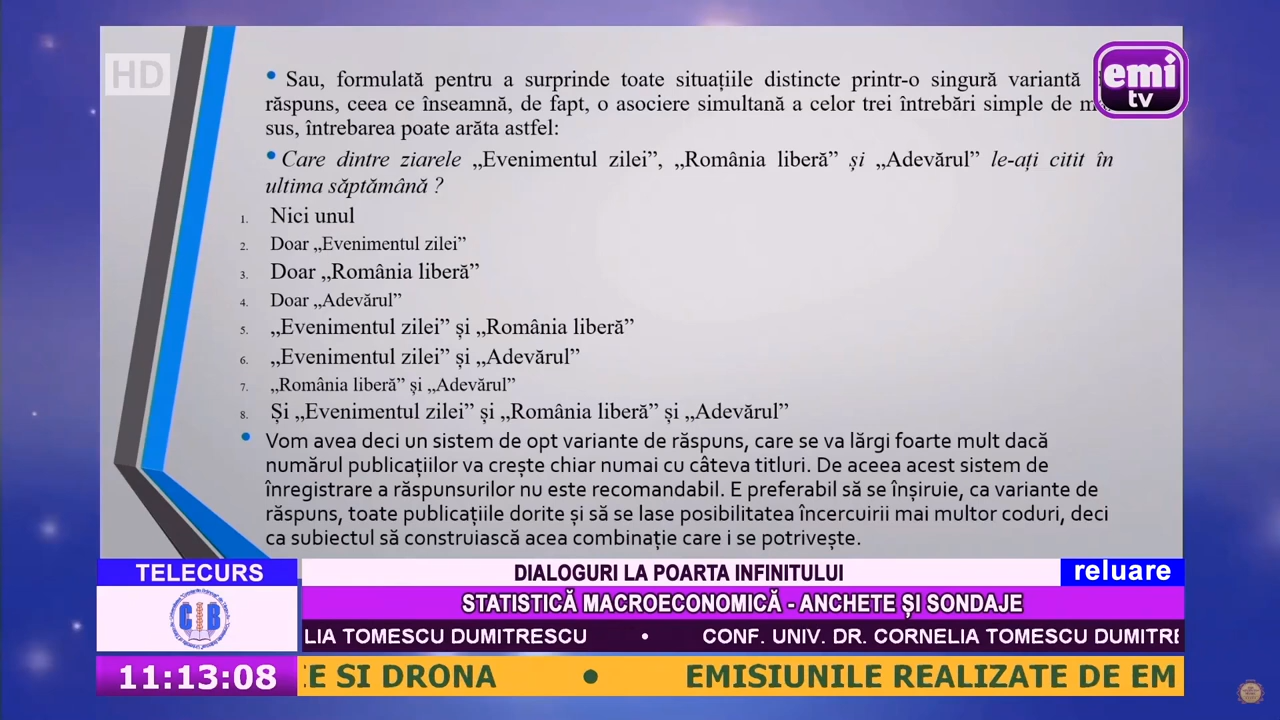 HD
emi
tv
• Sau, formulată pentru a surprinde toate situațiile distincte printr-o singură variantă
răspuns, ceea ce înseamnă, de fapt, o asociere simultană a celor trei întrebări simple de
sus, întrebarea poate arăta astfel:
• Care dintre ziarele „Evenimentul zilei”, „România liberă” și „Adevărul” le-ați citit în
ultima săptămână ?
1. Nici unul
2. Doar „Evenimentul zilei”
3. Doar „România liberă”
4. Doar „Adevărul”
5. „Evenimentul zilei” și „România liberă”
6. „Evenimentul zilei” și „Adevărul”
7. „România liberă” și „Adevărul”
8. Și „Evenimentul zilei” și „România liberă” și „Adevărul”
• Vom avea deci un sistem de opt variante de răspuns, care se va lărgi foarte mult dacă
numărul publicațiilor va crește chiar numai cu câteva titluri. De aceea acest sistem de
înregistrare a răspunsurilor nu este recomandabil. E preferabil să se înșiruie, ca variante de
răspuns, toate publicațiile dorite și să se lase posibilitatea încercuirii mai multor coduri, deci
ca subiectul să construiască acea combinație care i se potrivește.
TELECURS
DIALOGURI LA POARTA INFINITULUI
reluare
STATISTICĂ MACROECONOMICĂ - ANCHETE ȘI SONDAJE
CIB
LIA TOMESCU DUMITRESCU • CONF. UNIV. DR. CORNELIA TOMESCU DUMITRE
11:13:08
E SI DRONA • EMISIUNILE REALIZATE DE EM